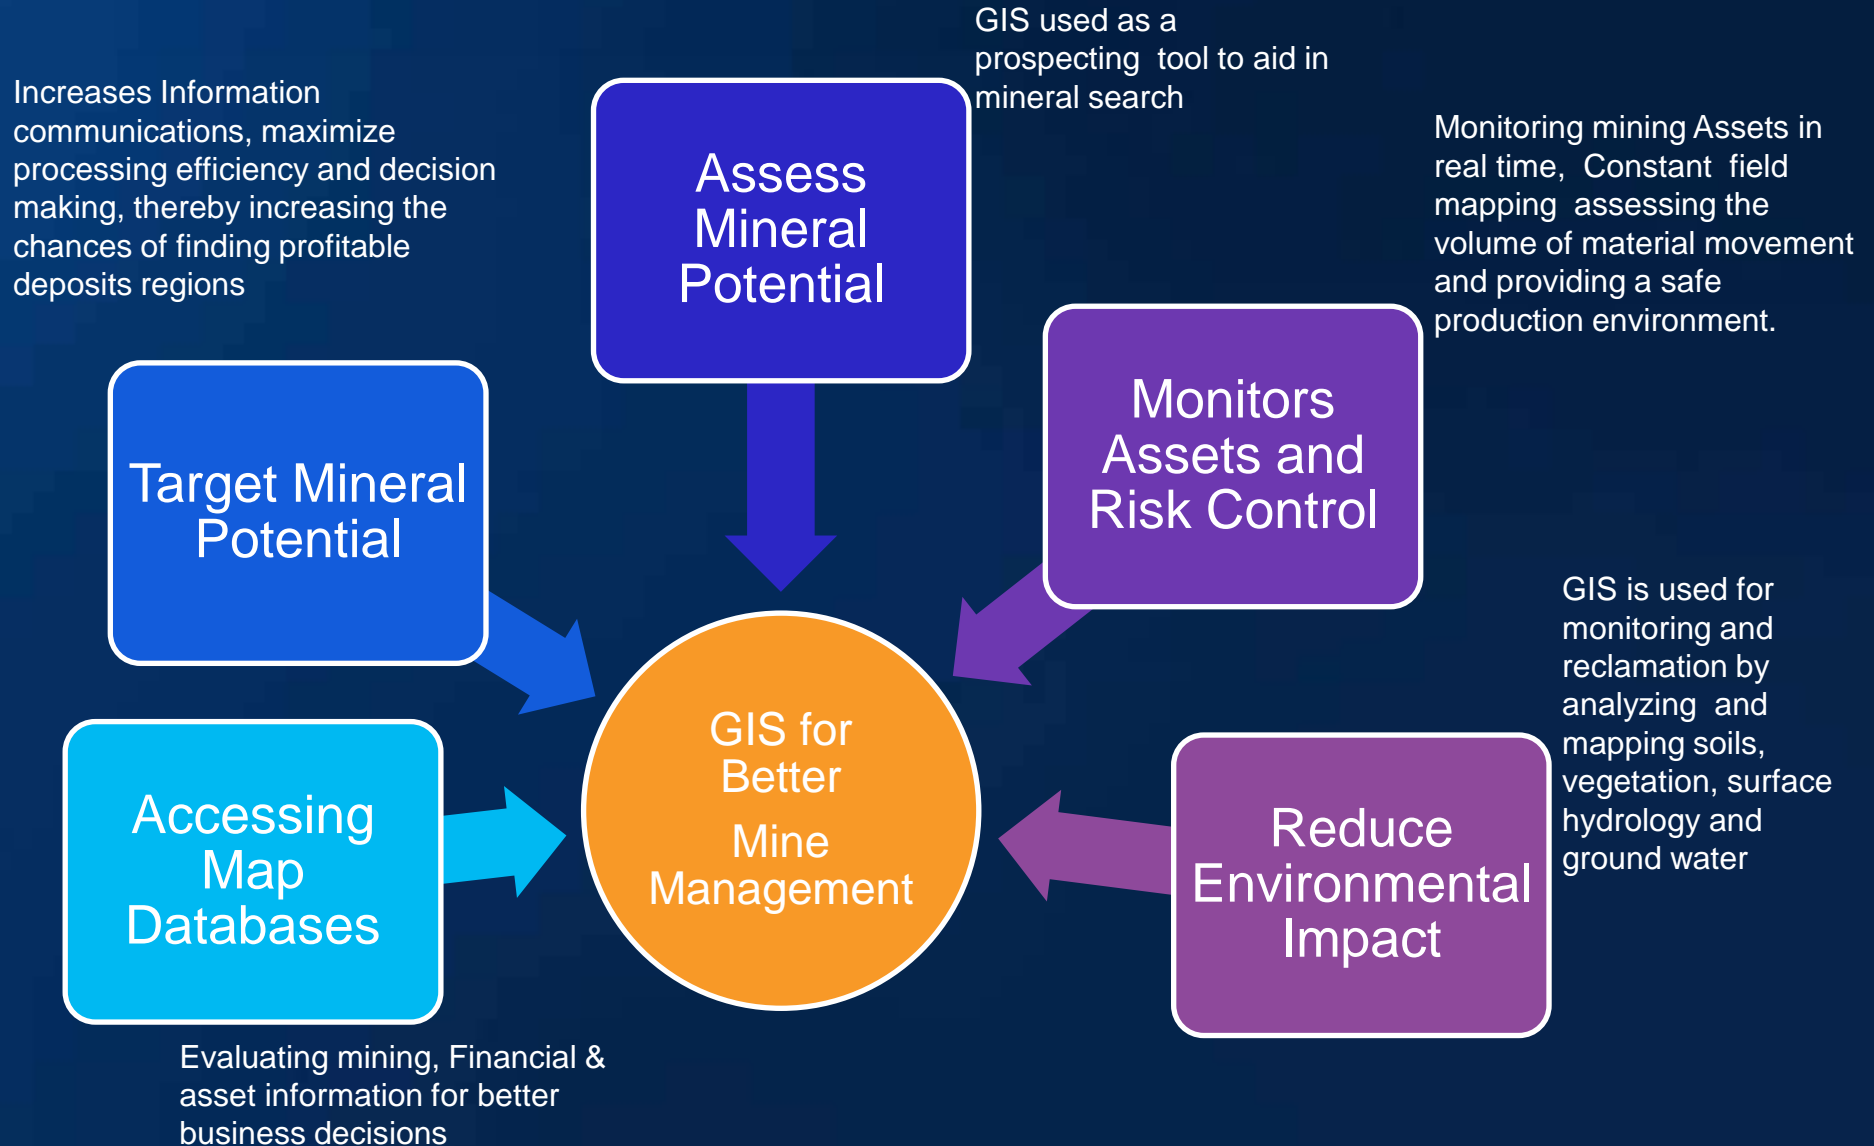 GIS used as a
prospecting tool to aid in
mineral search
Increases Information
communications, maximize
processing efficiency and decision
making, thereby increasing the
chances of finding profitable
deposits regions
Assess
Mineral
Potential
Monitoring mining Assets in
real time, Constant field
mapping assessing the
volume of material movement
and providing a safe
production environment.
Target Mineral
Potential
Monitors
Assets and
Risk Control
GIS is used for
monitoring and
reclamation by
analyzing and
mapping soils,
vegetation, surface
hydrology and
ground water
GIS for
Better
Mine
Management
Accessing
Map
Databases
Reduce
Environmental
Impact
Evaluating mining, Financial &
asset information for better
business decisions